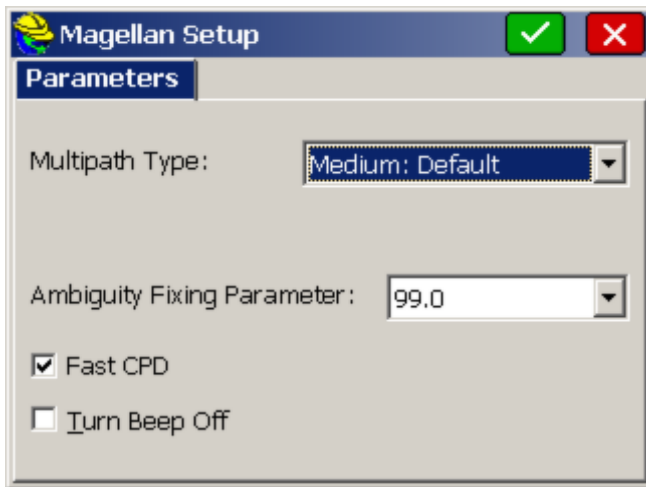 Magellan Setup
Parameters
Multipath Type: Medium: Default
Ambiguity Fixing Parameter: 99.0
Fast CPD
Turn Beep Off